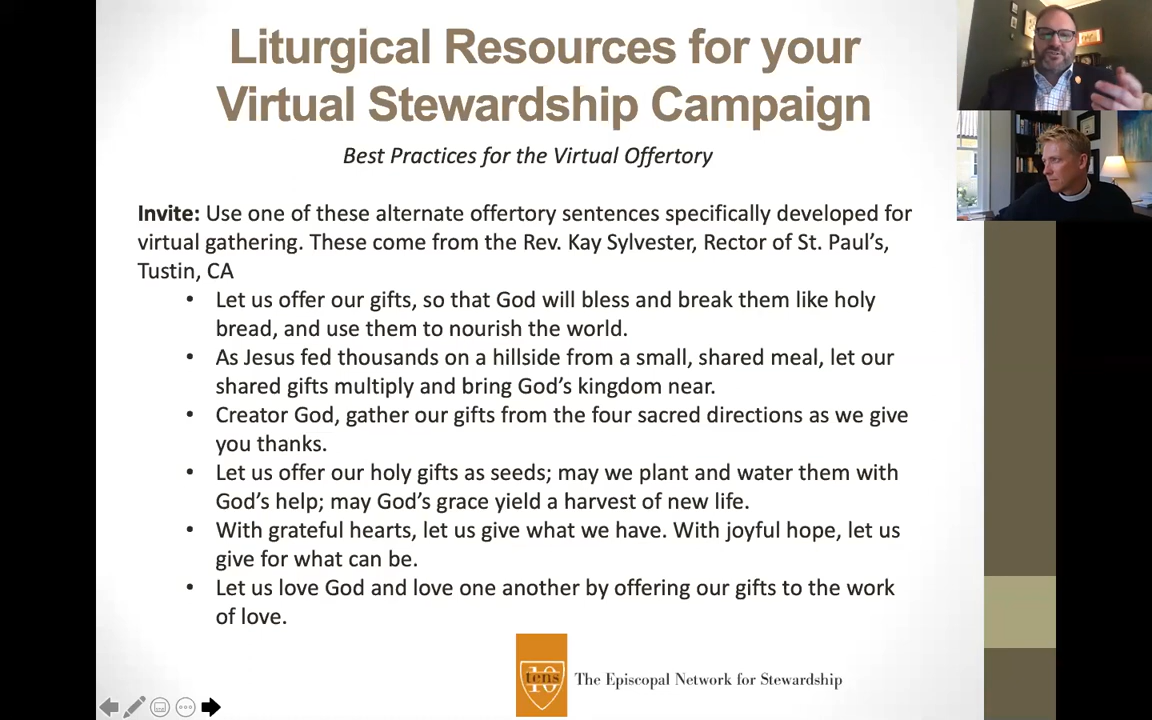 Liturgical Resources for your
Virtual Stewardship Campaign
Best Practices for the Virtual Offertory
Invite: Use one of these alternate offertory sentences specifically developed for
virtual gathering. These come from the Rev. Kay Sylvester, Rector of St. Paul’s,
Tustin, CA
• Let us offer our gifts, so that God will bless and break them like holy
bread, and use them to nourish the world.
• As Jesus fed thousands on a hillside from a small, shared meal, let our
shared gifts multiply and bring God’s kingdom near.
• Creator God, gather our gifts from the four sacred directions as we give
you thanks.
• Let us offer our holy gifts as seeds; may we plant and water them with
God’s help; may God’s grace yield a harvest of new life.
• With grateful hearts, let us give what we have. With joyful hope, let us
give for what can be.
• Let us love God and love one another by offering our gifts to the work
of love.
10
tens
The Episcopal Network for Stewardship